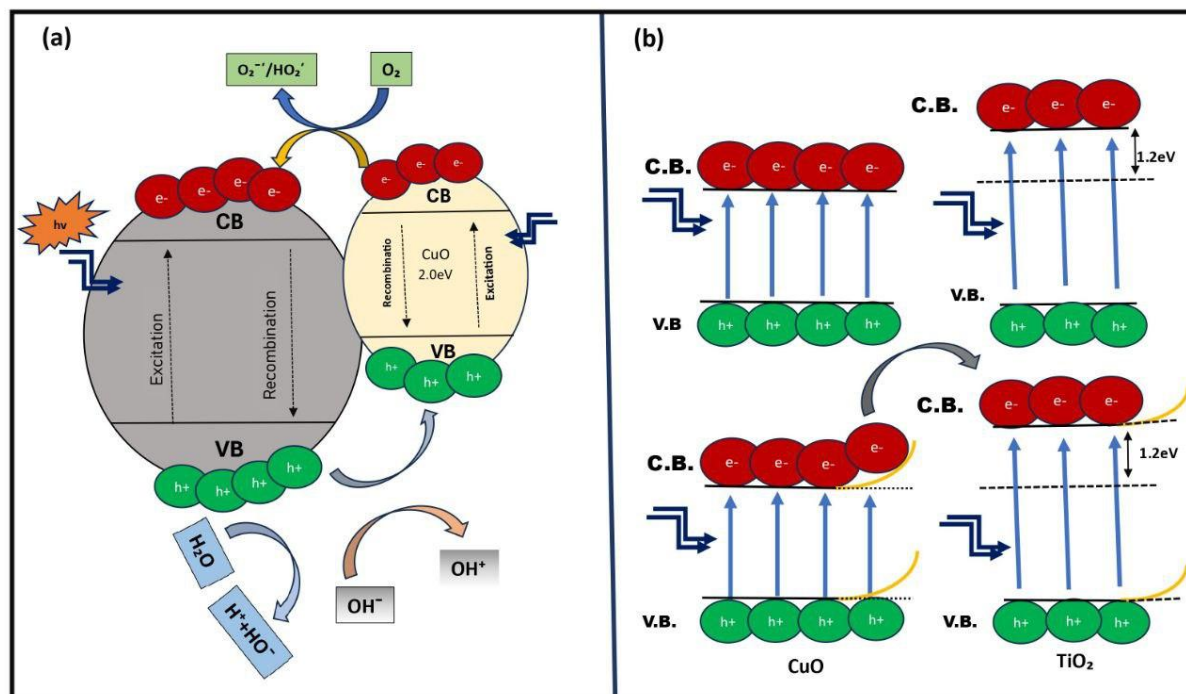 (a)
O₂⁻˙/HO₂˙
O₂
e- e- e- e-
e- e- e-
CB
CB
hν
Excitation
Recombination
Recombinatio
CuO
2.0eV
Excitation
VB
VB
h+ h+ h+ h+
h+ h+ h+
H₂O
H⁺+HO⁻
OH⁻
OH⁺
(b)
C.B.
e- e- e- e-
V.B
h+ h+ h+ h+
C.B.
e- e- e-
1.2eV
V.B.
h+ h+ h+
C.B.
e- e- e- e-
V.B.
h+ h+ h+ h+
CuO
C.B.
e- e- e-
1.2eV
V.B.
h+ h+ h+
TiO₂